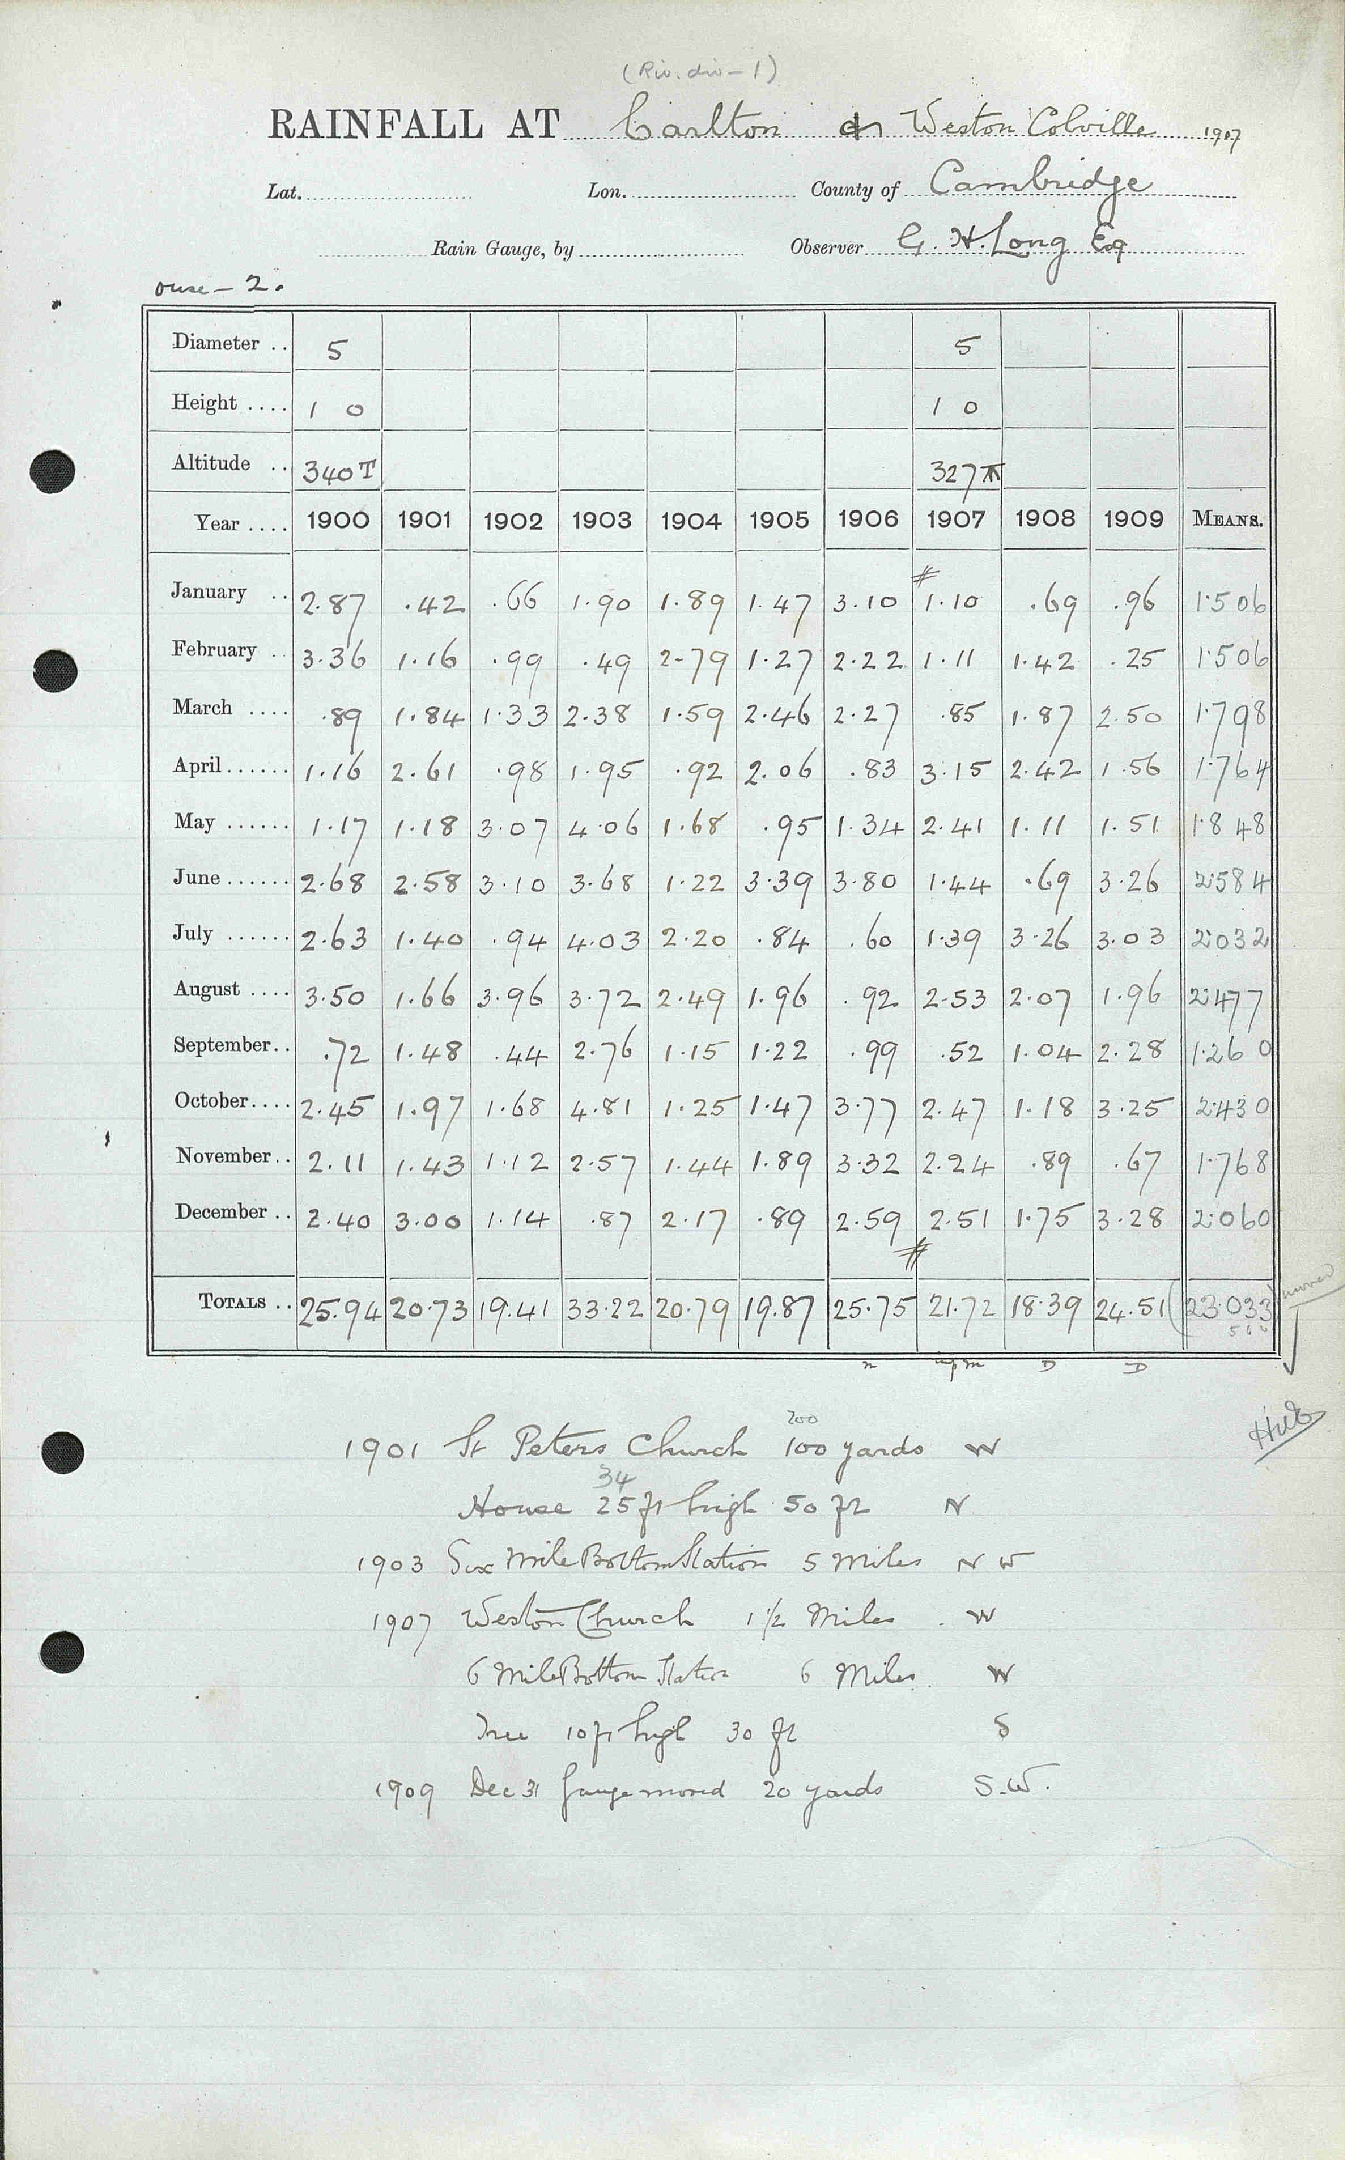 (Riv. div - 1)
RAINFALL AT Carlton & Weston Colville 1907
Lat. Lon. County of Cambridge
Rain Gauge, by Observer G. H. Long Esq
Ouse - 2.
Diameter .. 5 5
Height .... 1 0 1 0
Altitude .. 340T 327
Year .... 1900 1901 1902 1903 1904 1905 1906 1907 1908 1909 MEANS.
#
January .. 2.87 .42 .66 1.90 1.89 1.47 3.10 1.10 .69 .96 1.506
February .. 3.36 1.16 .99 .49 2.79 1.27 2.22 1.11 1.42 .25 1.506
March .... .89 1.84 1.33 2.38 1.59 2.46 2.27 .85 1.87 2.50 1.798
April...... 1.16 2.61 .98 1.95 .92 2.06 .83 3.15 2.42 1.56 1.764
May ...... 1.17 1.18 3.07 4.06 1.68 .95 1.34 2.41 1.11 1.51 1.848
June ...... 2.68 2.58 3.10 3.68 1.22 3.39 3.80 1.44 .69 3.26 2.584
July ...... 2.63 1.40 .94 4.03 2.20 .84 .60 1.39 3.26 3.03 2.032
August .... 3.50 1.66 3.96 3.72 2.49 1.96 .92 2.53 2.07 1.96 2.477
September.. .72 1.48 .44 2.76 1.15 1.22 .99 .52 1.04 2.28 1.260
October.... 2.45 1.97 1.68 4.81 1.25 1.47 3.77 2.47 1.18 3.25 2.430
November.. 2.11 1.43 1.12 2.57 1.44 1.89 3.32 2.24 .89 .67 1.768
December .. 2.40 3.00 1.14 .87 2.17 .89 2.59 2.51 1.75 3.28 2.060
#
TOTALS .. 25.94 20.73 19.41 33.22 20.79 19.87 25.75 21.72 18.39 24.51 (23.033
D D
200
1901 St Peters Church 100 yards W
34
House 25 ft high 50 ft N
1903 Six Mile Bottom Station 5 Miles N W
1907 Weston Church 1 1/2 Miles W
6 Mile Bottom Station 6 Miles W
Tree 10 ft high 30 ft S
1909 Dec 31 Gauge moved 20 yards S.W.